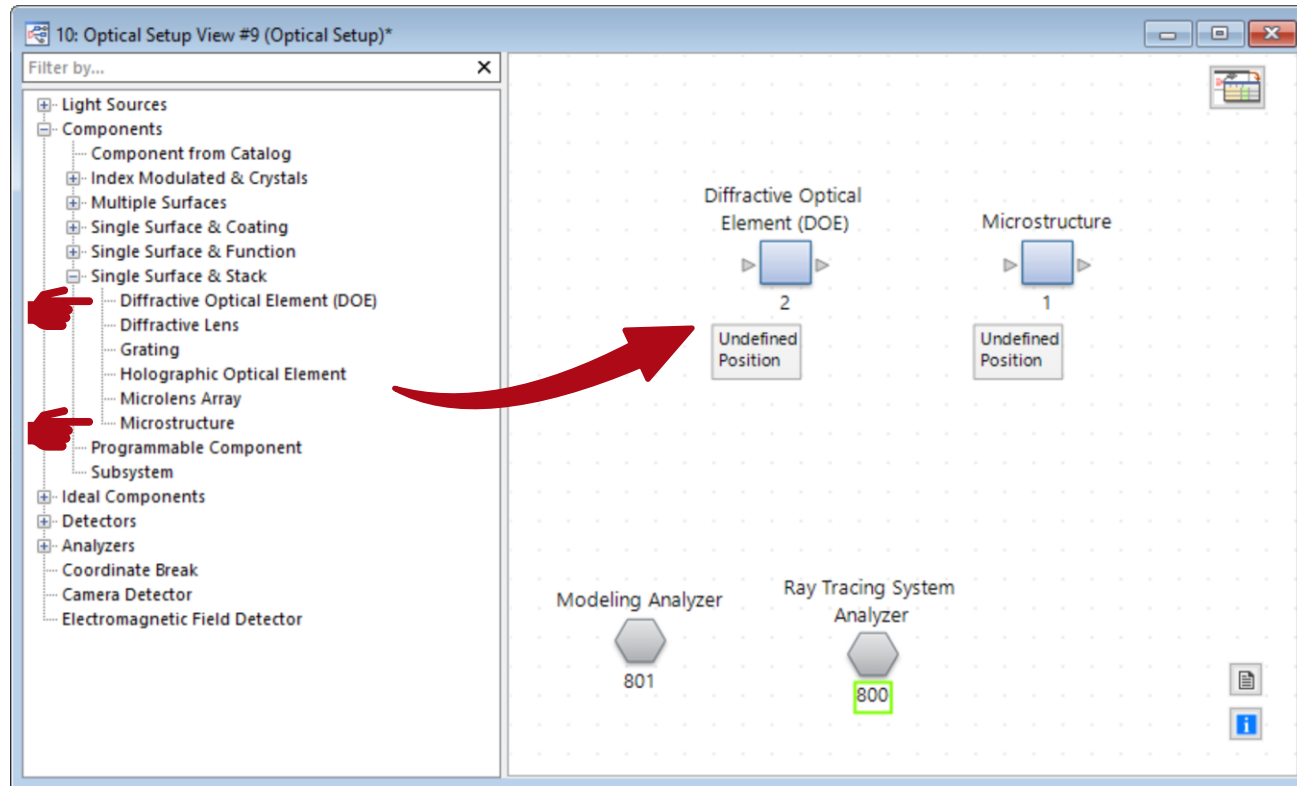 10: Optical Setup View #9 (Optical Setup)*
Filter by...
Light Sources
Components
Component from Catalog
Index Modulated & Crystals
Multiple Surfaces
Single Surface & Coating
Single Surface & Function
Single Surface & Stack
Diffractive Optical Element (DOE)
Diffractive Lens
Grating
Holographic Optical Element
Microlens Array
Microstructure
Programmable Component
Subsystem
Ideal Components
Detectors
Analyzers
Coordinate Break
Camera Detector
Electromagnetic Field Detector
Diffractive Optical
Element (DOE)
2
Undefined
Position
Microstructure
1
Undefined
Position
Modeling Analyzer
801
Ray Tracing System
Analyzer
800